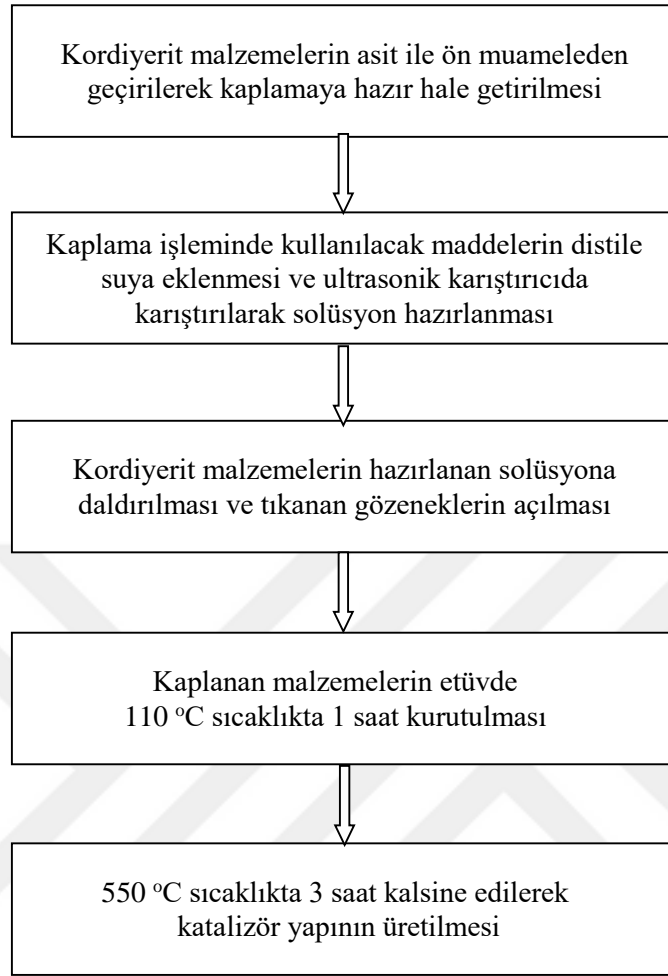 Kordiyerit malzemelerin asit ile ön muameleden
geçirilerek kaplamaya hazır hale getirilmesi
Kaplama işleminde kullanılacak maddelerin distile
suya eklenmesi ve ultrasonik karıştırıcıda
karıştırılarak solüsyon hazırlanması
Kordiyerit malzemelerin hazırlanan solüsyona
daldırılması ve tıkanan gözeneklerin açılması
Kaplanan malzemelerin etüvde
110 °C sıcaklıkta 1 saat kurutulması
550 °C sıcaklıkta 3 saat kalsine edilerek
katalizör yapının üretilmesi